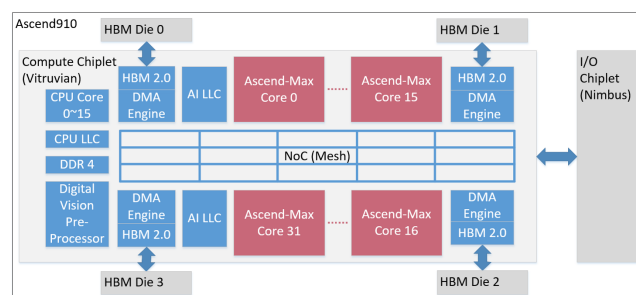 Ascend910
HBM Die 0
HBM Die 1
Compute Chiplet
(Vitruvian)
I/O
Chiplet
(Nimbus)
CPU Core
0~15
HBM 2.0
DMA
Engine
AI LLC
Ascend-Max
Core 0
......
Ascend-Max
Core 15
HBM 2.0
DMA
Engine
CPU LLC
DDR 4
NoC (Mesh)
Digital
Vision
Pre-
Processor
DMA
Engine
HBM 2.0
AI LLC
Ascend-Max
Core 31
......
Ascend-Max
Core 16
DMA
Engine
HBM 2.0
HBM Die 3
HBM Die 2